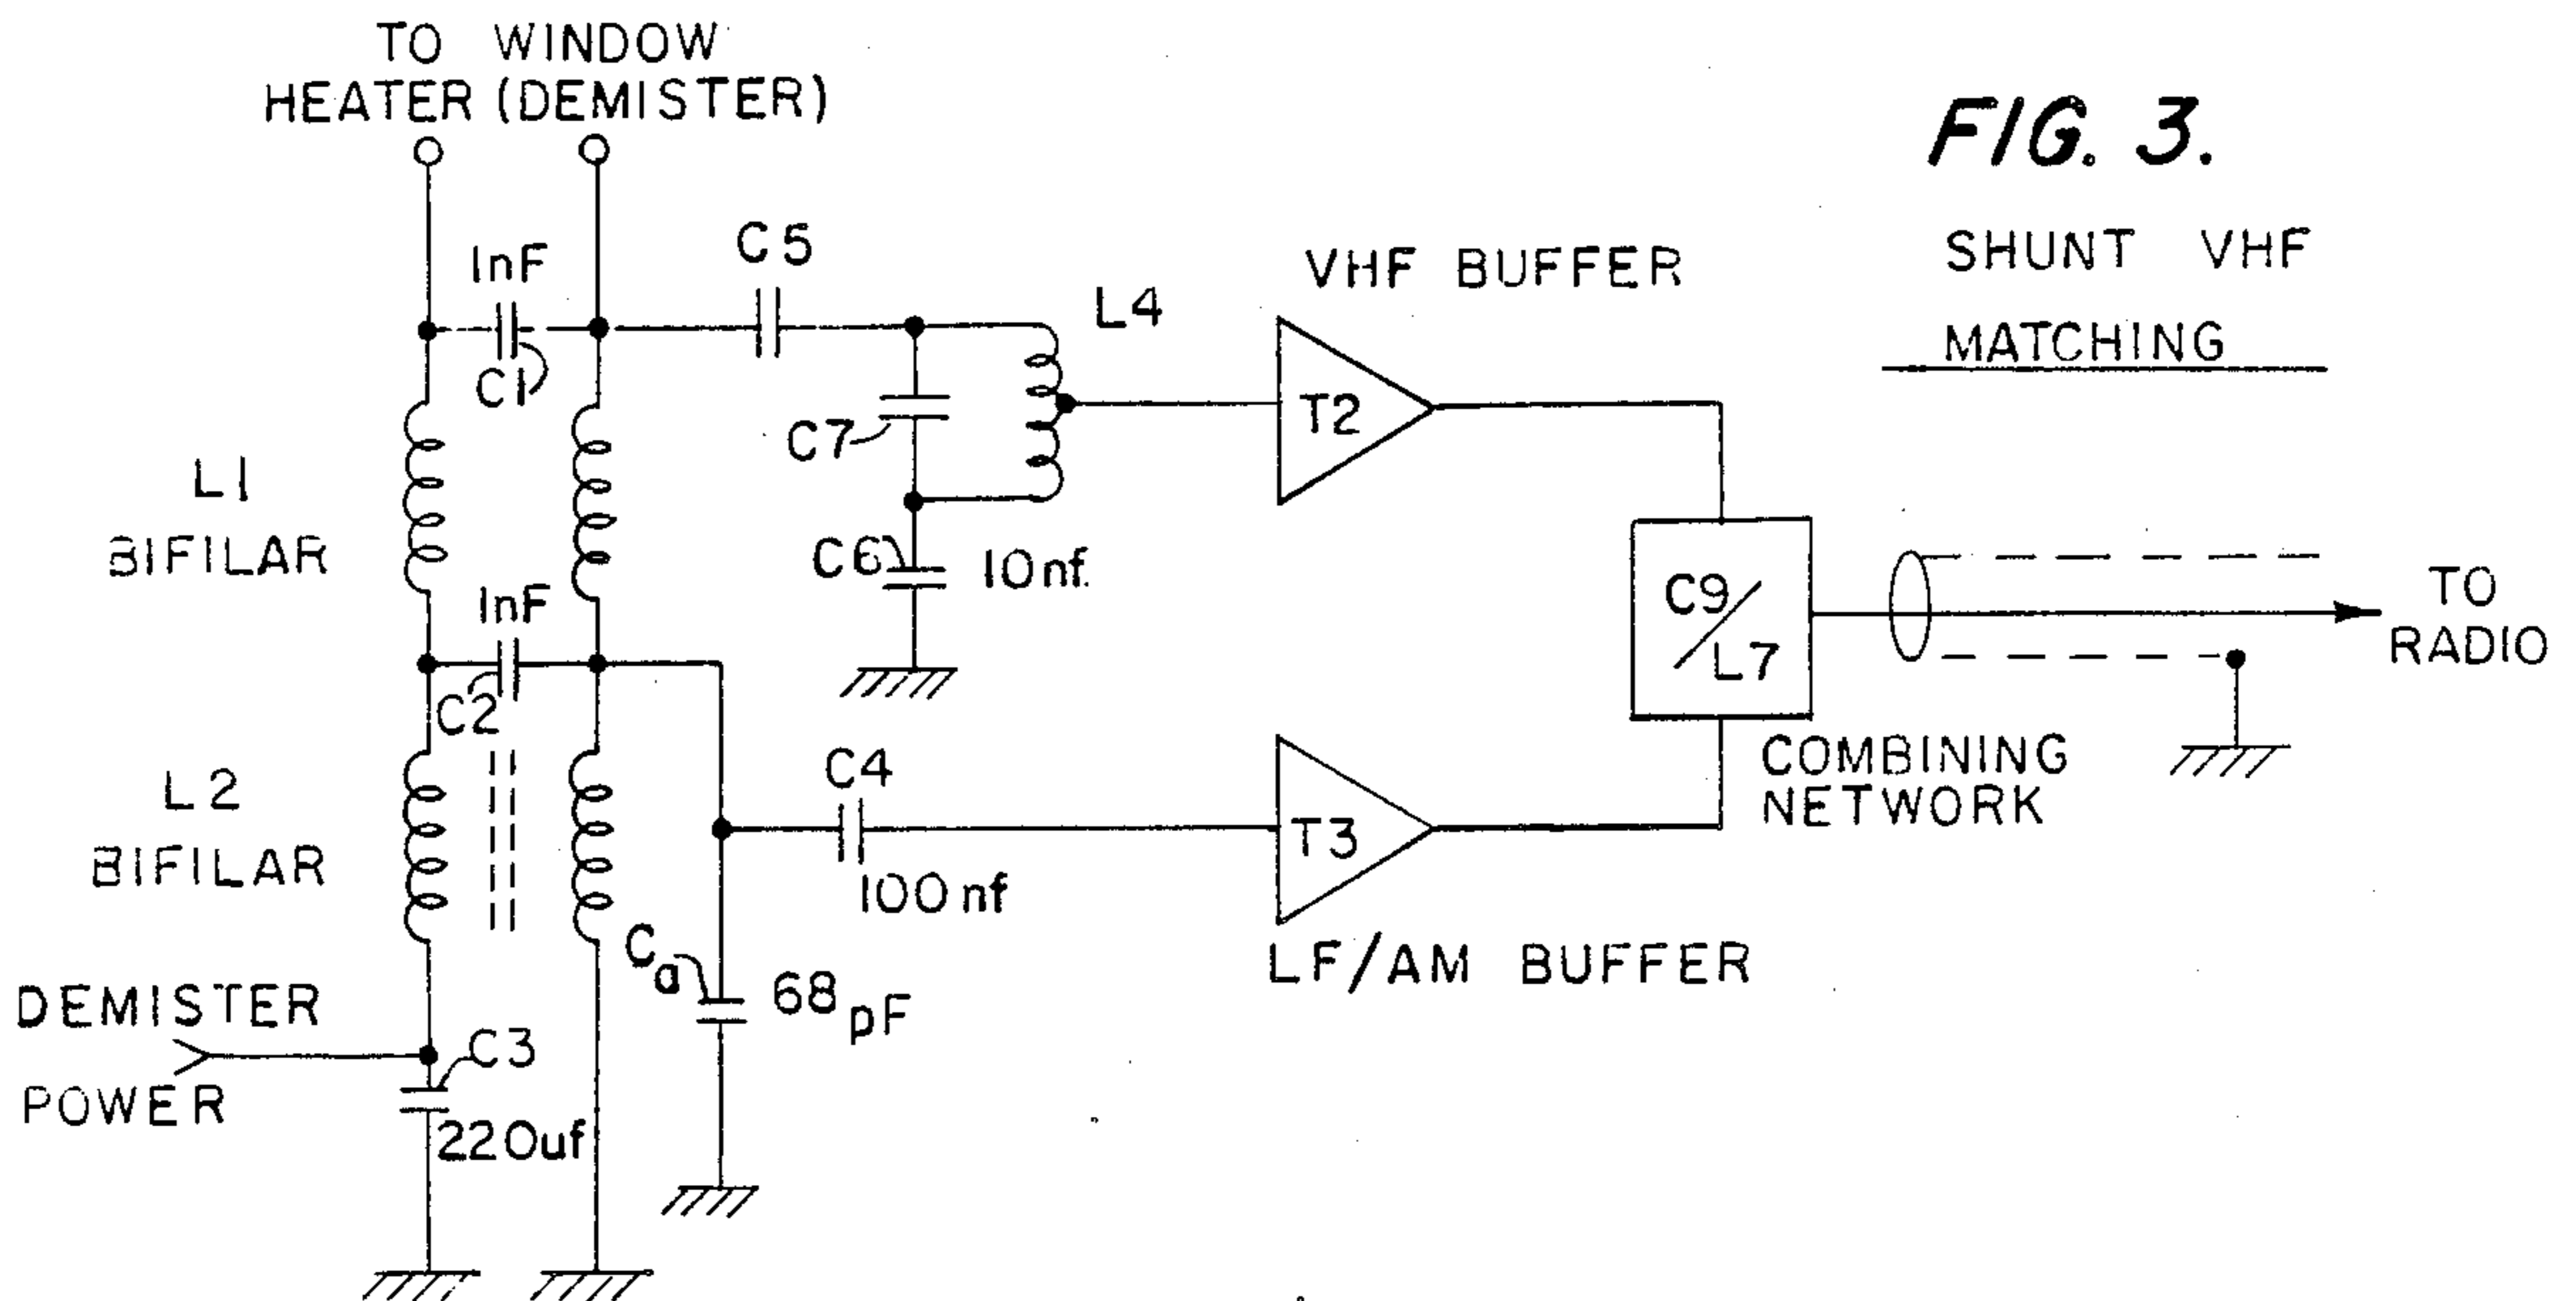 TO WINDOW
HEATER (DEMISTER)
FIG. 3.
SHUNT VHF
MATCHING
1nF
C1
C5
L4
VHF BUFFER
T2
C7
L1
BIFILAR
C6
10nf.
1nF
C2
C9/L7
TO
RADIO
COMBINING
NETWORK
L2
BIFILAR
C4
100nf
T3
LF/AM BUFFER
Ca
68pF
DEMISTER
POWER
C3
220uf